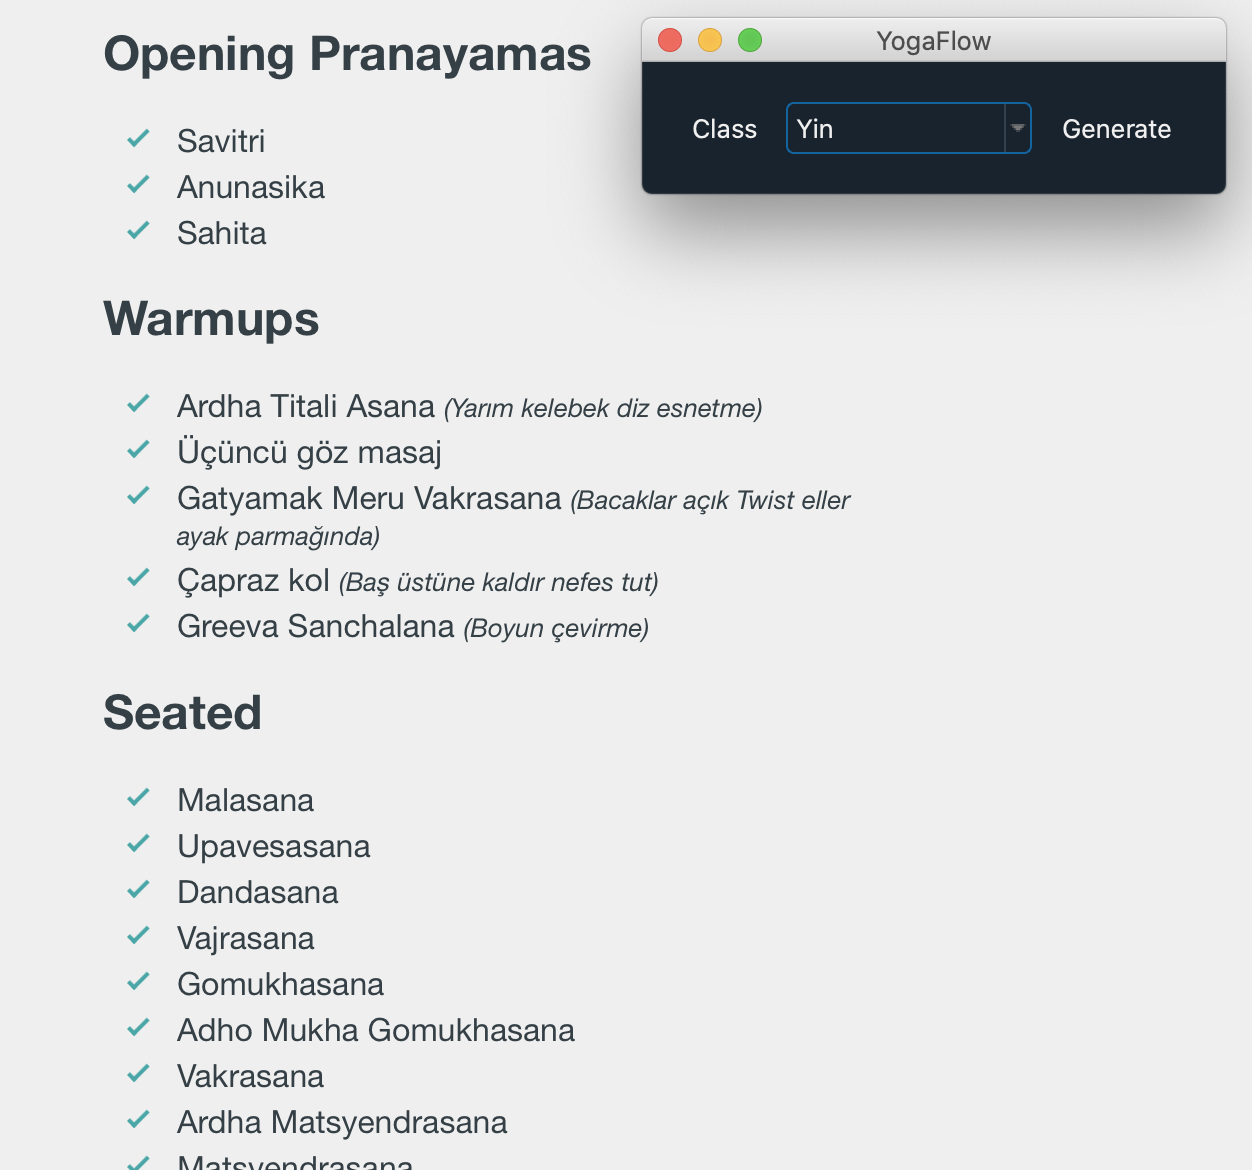 Opening Pranayamas
YogaFlow
Class Yin Generate
Savitri
Anunasika
Sahita
Warmups
Ardha Titali Asana (Yarım kelebek diz esnetme)
Üçüncü göz masaj
Gatyamak Meru Vakrasana (Bacaklar açık Twist eller
ayak parmağında)
Çapraz kol (Baş üstüne kaldır nefes tut)
Greeva Sanchalana (Boyun çevirme)
Seated
Malasana
Upavesasana
Dandasana
Vajrasana
Gomukhasana
Adho Mukha Gomukhasana
Vakrasana
Ardha Matsyendrasana
Matsyendrasana